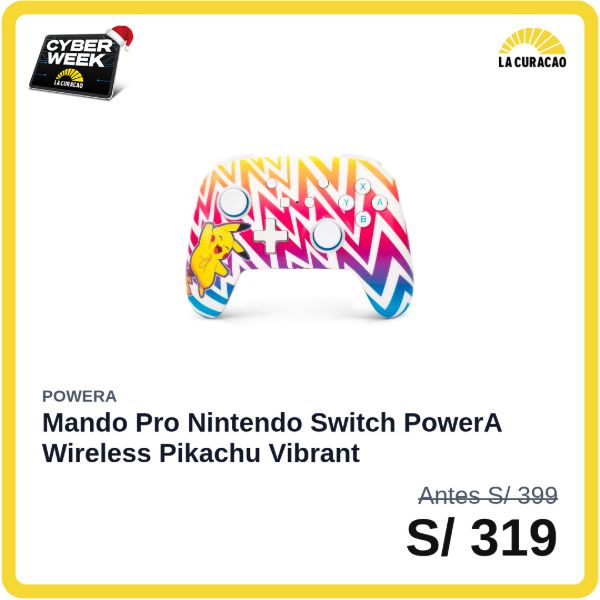 CYBER
WEEK
LA CURACAO
LA CURACAO
X
Y
A
B
POWERA
Mando Pro Nintendo Switch PowerA
Wireless Pikachu Vibrant
Antes S/ 399
S/ 319